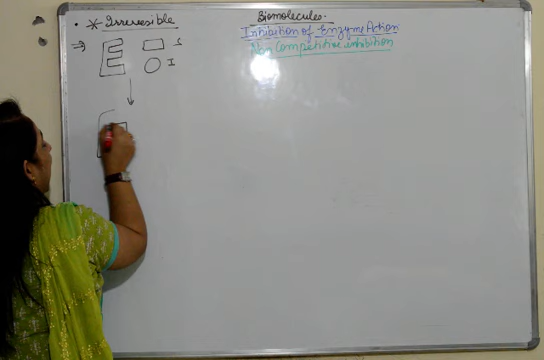 * Irreversible
Biomolecules.
Inhibition of Enzyme Action
Non Competitive inhibition
S
I